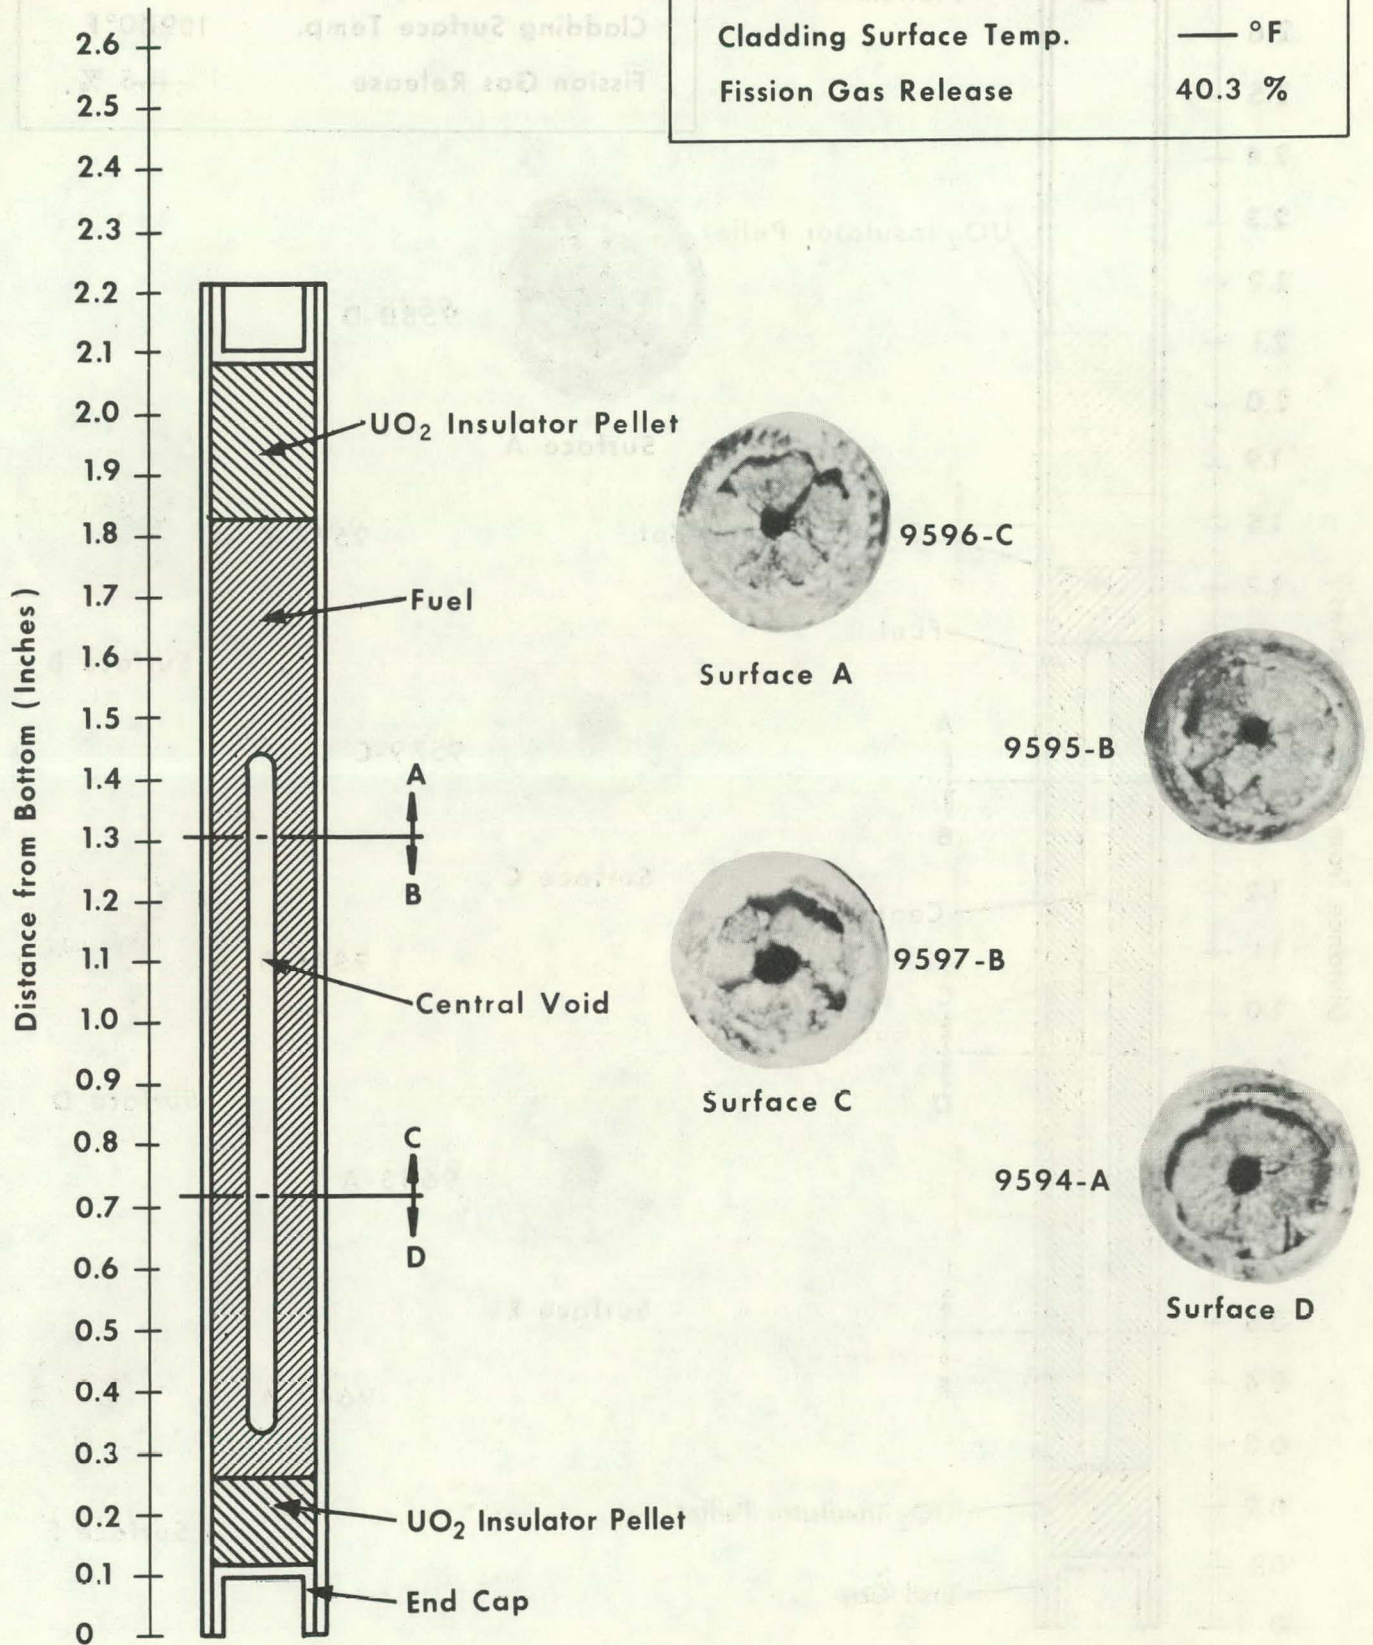 Cladding Surface Temp. — °F
Fission Gas Release 40.3 %
2.6
2.5
2.4
2.3
2.2
2.1
2.0
1.9
1.8
1.7
1.6
1.5
1.4
1.3
1.2
1.1
1.0
0.9
0.8
0.7
0.6
0.5
0.4
0.3
0.2
0.1
0
Distance from Bottom (Inches)
UO₂ Insulator Pellet
Fuel
A
B
Central Void
C
D
UO₂ Insulator Pellet
End Cap
9596-C
Surface A
9595-B
9597-B
Surface C
9594-A
Surface D